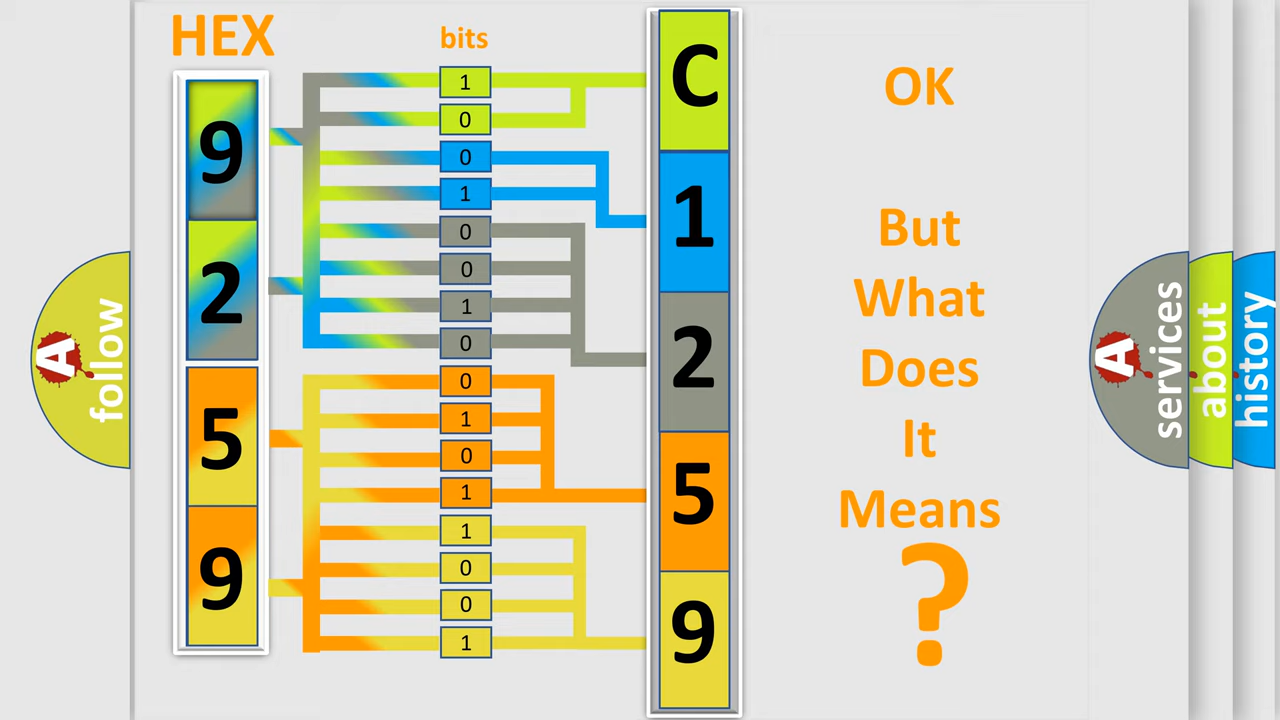 HEX
bits
9
2
5
9
1
0
0
1
0
0
1
0
0
1
0
1
1
0
0
1
C
1
2
5
9
OK
But
What
Does
It
Means
?
A
follow
A
services
about
history